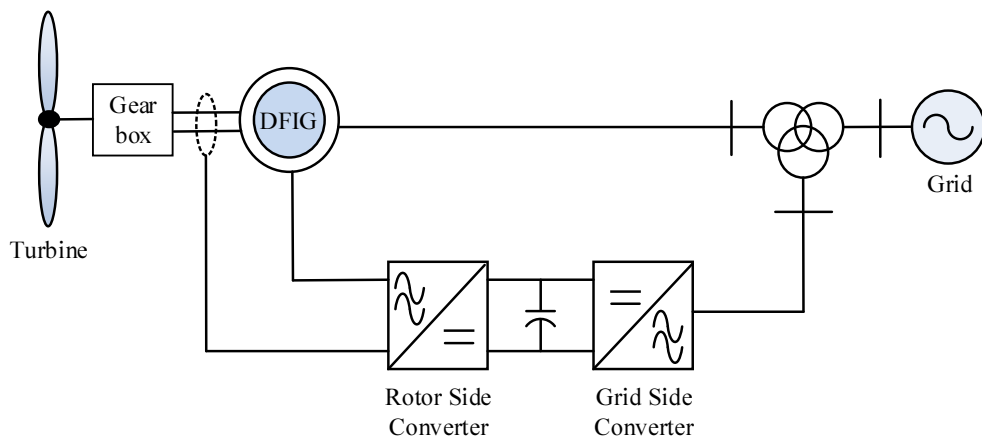 Gear
box
DFIG
Grid
Turbine
Rotor Side
Converter
Grid Side
Converter